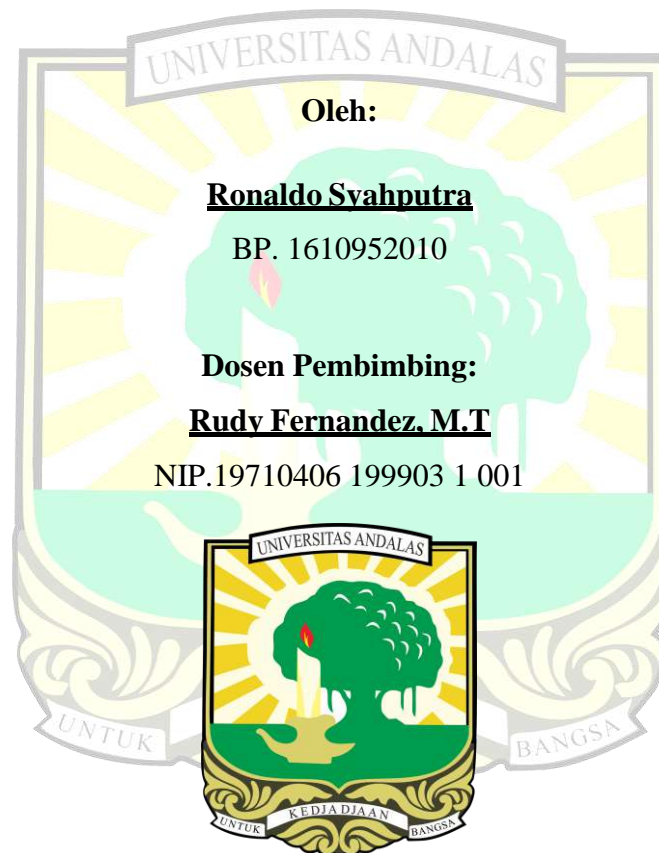 UNIVERSITAS ANDALAS
Oleh:
Ronaldo Syahputra
BP. 1610952010
Dosen Pembimbing:
Rudy Fernandez, M.T
NIP.19710406 199903 1 001
UNIVERSITAS ANDALAS
UNTUK BANGSA
UNTUK KEDJADJAAN BANGSA